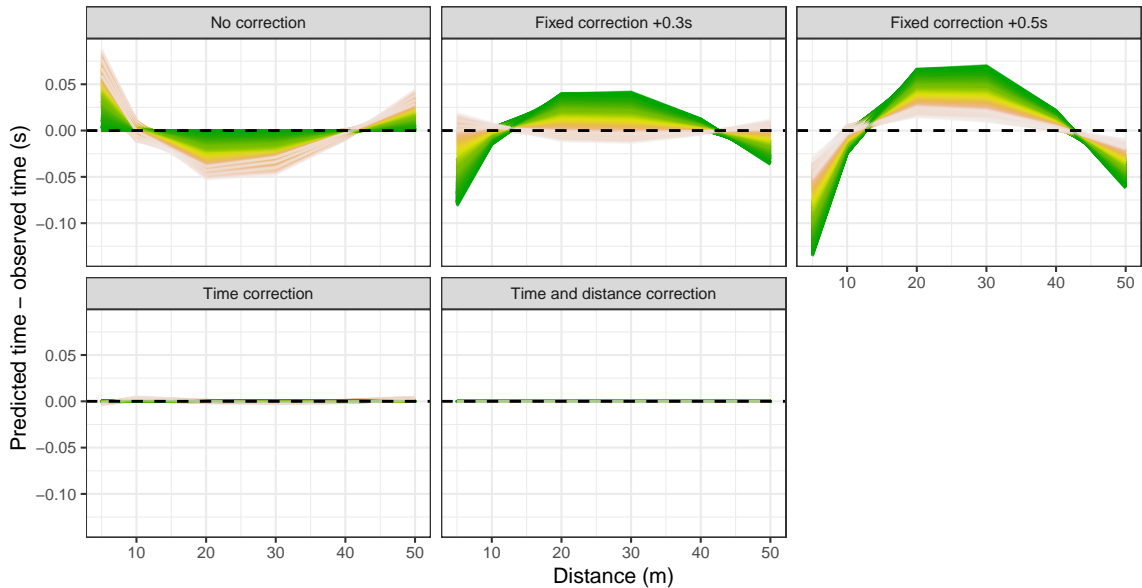 No correction
Fixed correction +0.3s
Fixed correction +0.5s
0.05
0.00
−0.05
−0.10
10 20 30 40 50
Time correction
Time and distance correction
0.05
0.00
−0.05
−0.10
10 20 30 40 50
10 20 30 40 50
Predicted time − observed time (s)
Distance (m)